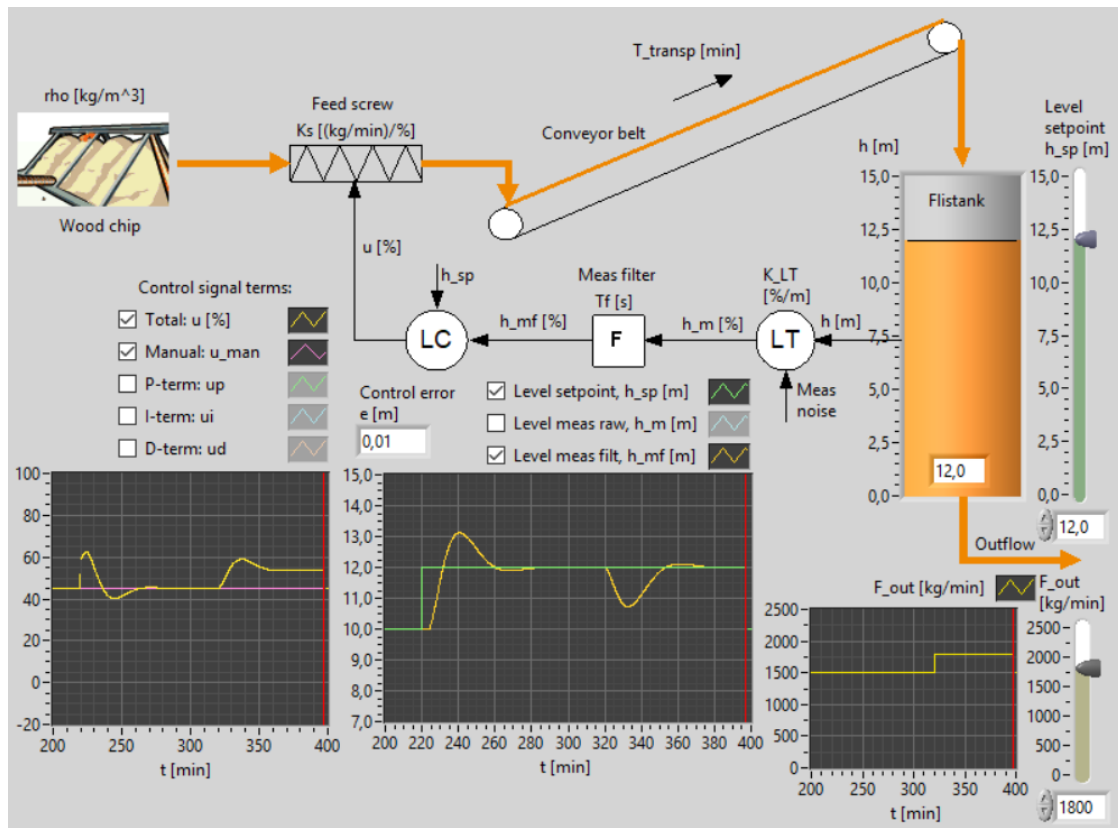 T_transp [min]
rho [kg/m^3]
Feed screw
Ks [(kg/min)/%]
Conveyor belt
Wood chip
Level
setpoint
h_sp [m]
h [m]
15,0
12,5
10,0
7,5
5,0
2,5
0,0
Flistank
12,0
15,0
12,5
10,0
7,5
5,0
2,5
0,0
12,0
u [%]
h_sp
Meas filter
Tf [s]
K_LT
[%/m]
LC
h_mf [%]
F
h_m [%]
LT
h [m]
Meas
noise
Control signal terms:
Total: u [%]
Manual: u_man
P-term: up
I-term: ui
D-term: ud
Control error
e [m]
0,01
Level setpoint, h_sp [m]
Level meas raw, h_m [m]
Level meas filt, h_mf [m]
Outflow
100
80
60
40
20
0
-20
200
250
300
350
400
t [min]
15,0
14,0
13,0
12,0
11,0
10,0
9,0
8,0
7,0
200
220
240
260
280
300
320
340
360
380
400
t [min]
F_out [kg/min]
2500
2000
1500
1000
500
0
200
300
400
t [min]
F_out
[kg/min]
2500
2000
1500
1000
500
0
1800